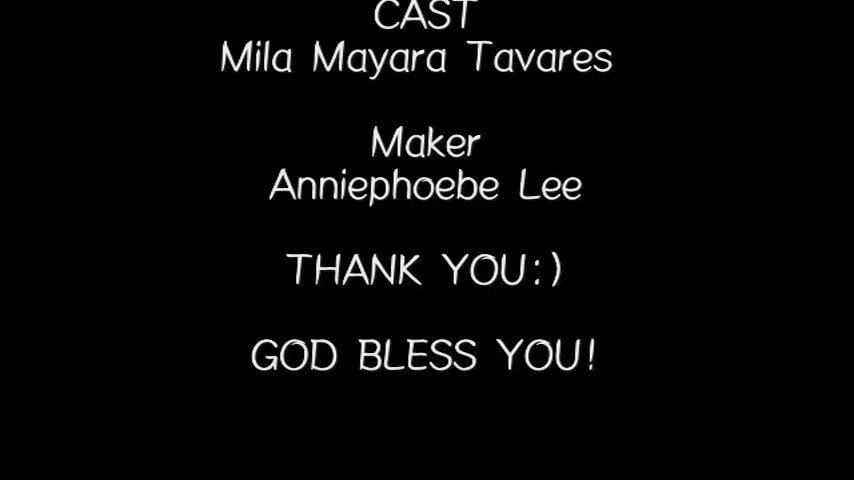 CAST
Mila Mayara Tavares
Maker
Anniephoebe Lee
THANK YOU:)
GOD BLESS YOU!